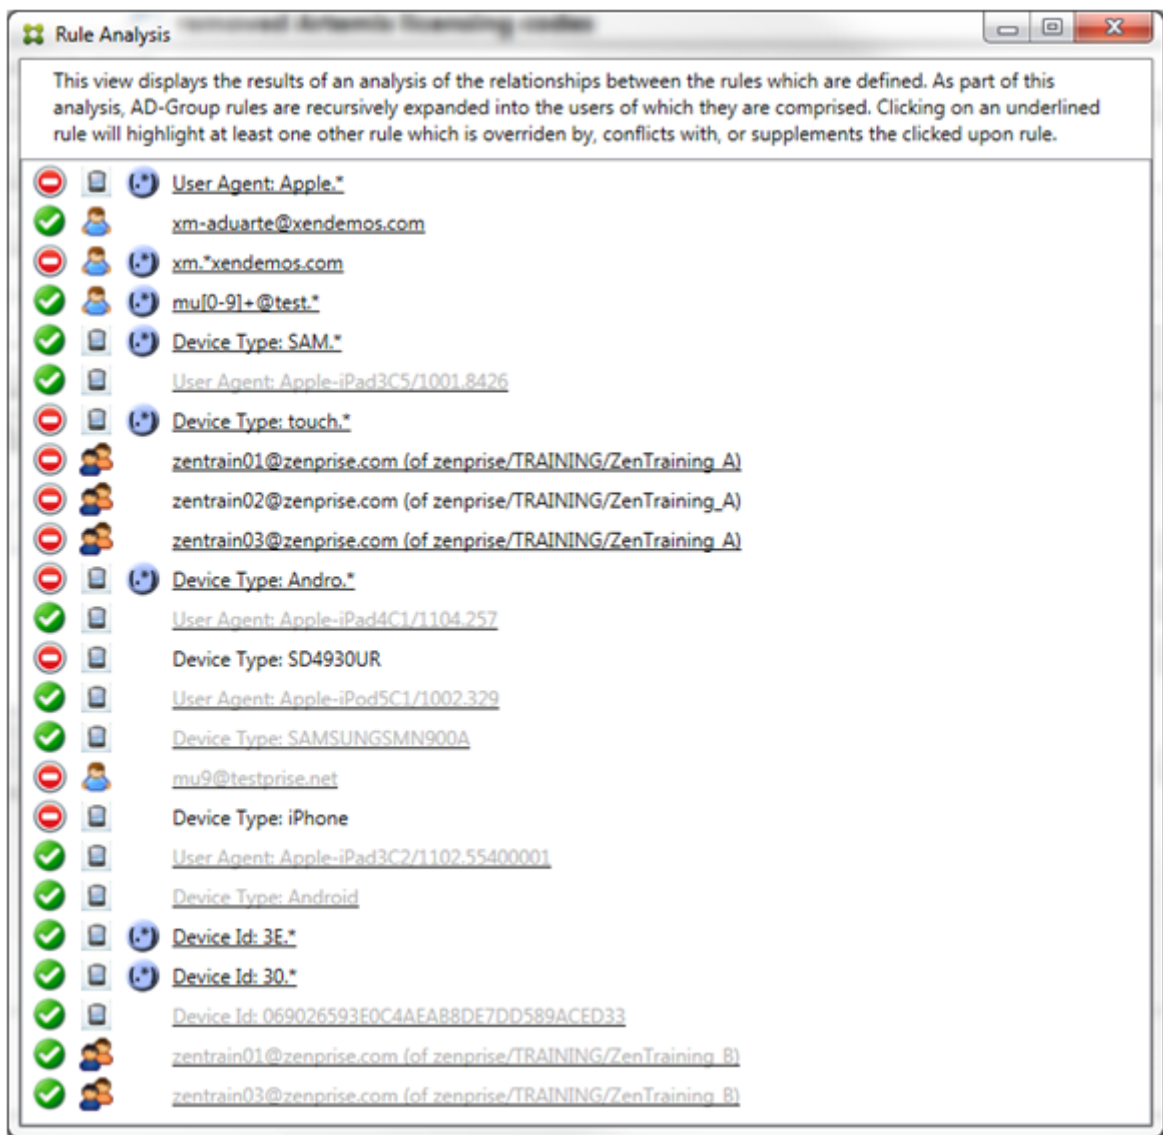 removed Artemis licensing codes
Rule Analysis
This view displays the results of an analysis of the relationships between the rules which are defined. As part of this
analysis, AD-Group rules are recursively expanded into the users of which they are comprised. Clicking on an underlined
rule will highlight at least one other rule which is overriden by, conflicts with, or supplements the clicked upon rule.
(.*) User Agent: Apple.*
xm-aduarte@xendemos.com
(.*) xm.*xendemos.com
(.*) mu[0-9]+@test.*
(.*) Device Type: SAM.*
User Agent: Apple-iPad3C5/1001.8426
(.*) Device Type: touch.*
zentrain01@zenprise.com (of zenprise/TRAINING/ZenTraining_A)
zentrain02@zenprise.com (of zenprise/TRAINING/ZenTraining_A)
zentrain03@zenprise.com (of zenprise/TRAINING/ZenTraining_A)
(.*) Device Type: Andro.*
User Agent: Apple-iPad4C1/1104.257
Device Type: SD4930UR
User Agent: Apple-iPod5C1/1002.329
Device Type: SAMSUNGSMN900A
mu9@testprise.net
Device Type: iPhone
User Agent: Apple-iPad3C2/1102.55400001
Device Type: Android
(.*) Device Id: 3E.*
(.*) Device Id: 30.*
Device Id: 069026593E0C4AEAB8DE7DD589ACED33
zentrain01@zenprise.com (of zenprise/TRAINING/ZenTraining_B)
zentrain03@zenprise.com (of zenprise/TRAINING/ZenTraining_B)